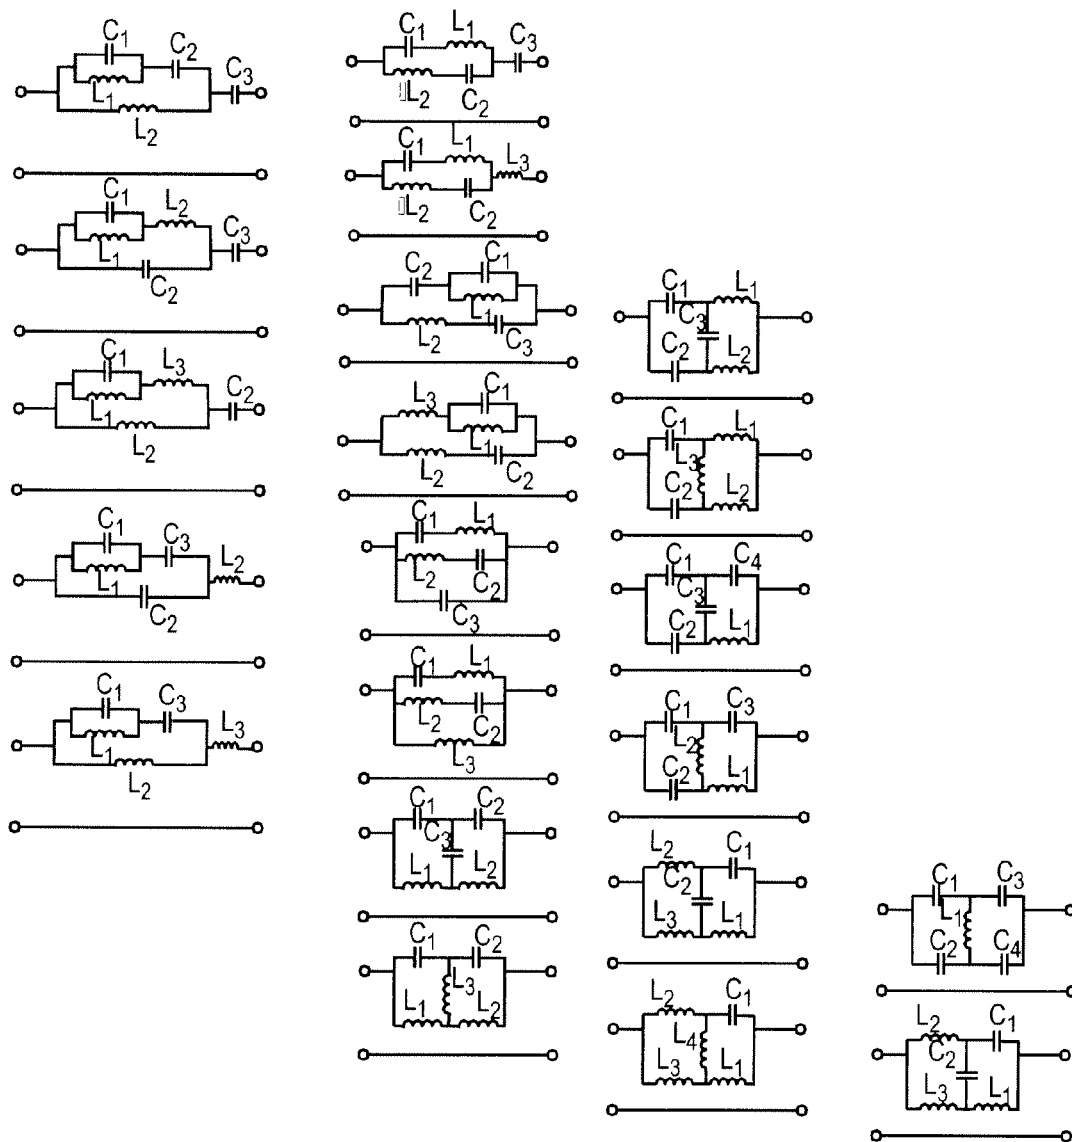 C1 C2 C3 L1 L2
C1 L2 C3 L1 C2
C1 L3 C2 L1 L2
C1 C3 L2 L1 C2
C1 C3 L3 L1 L2
L1 C1 C3 L2 C2
L1 C1 L3 L2 C2
C1 C2 L1 L2 C3
L3 C1 L1 L2 C2
C1 L1 L2 C2 C3
C1 L1 L2 C2 L3
C1 C2 C3 L1 L2
C1 C2 L3 L1 L2
C1 L1 C3 C2 L2
C1 L1 L3 C2 L2
C1 C4 C3 C2 L1
C1 C3 L2 C2 L1
L2 C1 C2 L3 L1
L2 C1 L4 L3 L1
C1 C3 L1 C2 C4
L2 C1 C2 L3 L1